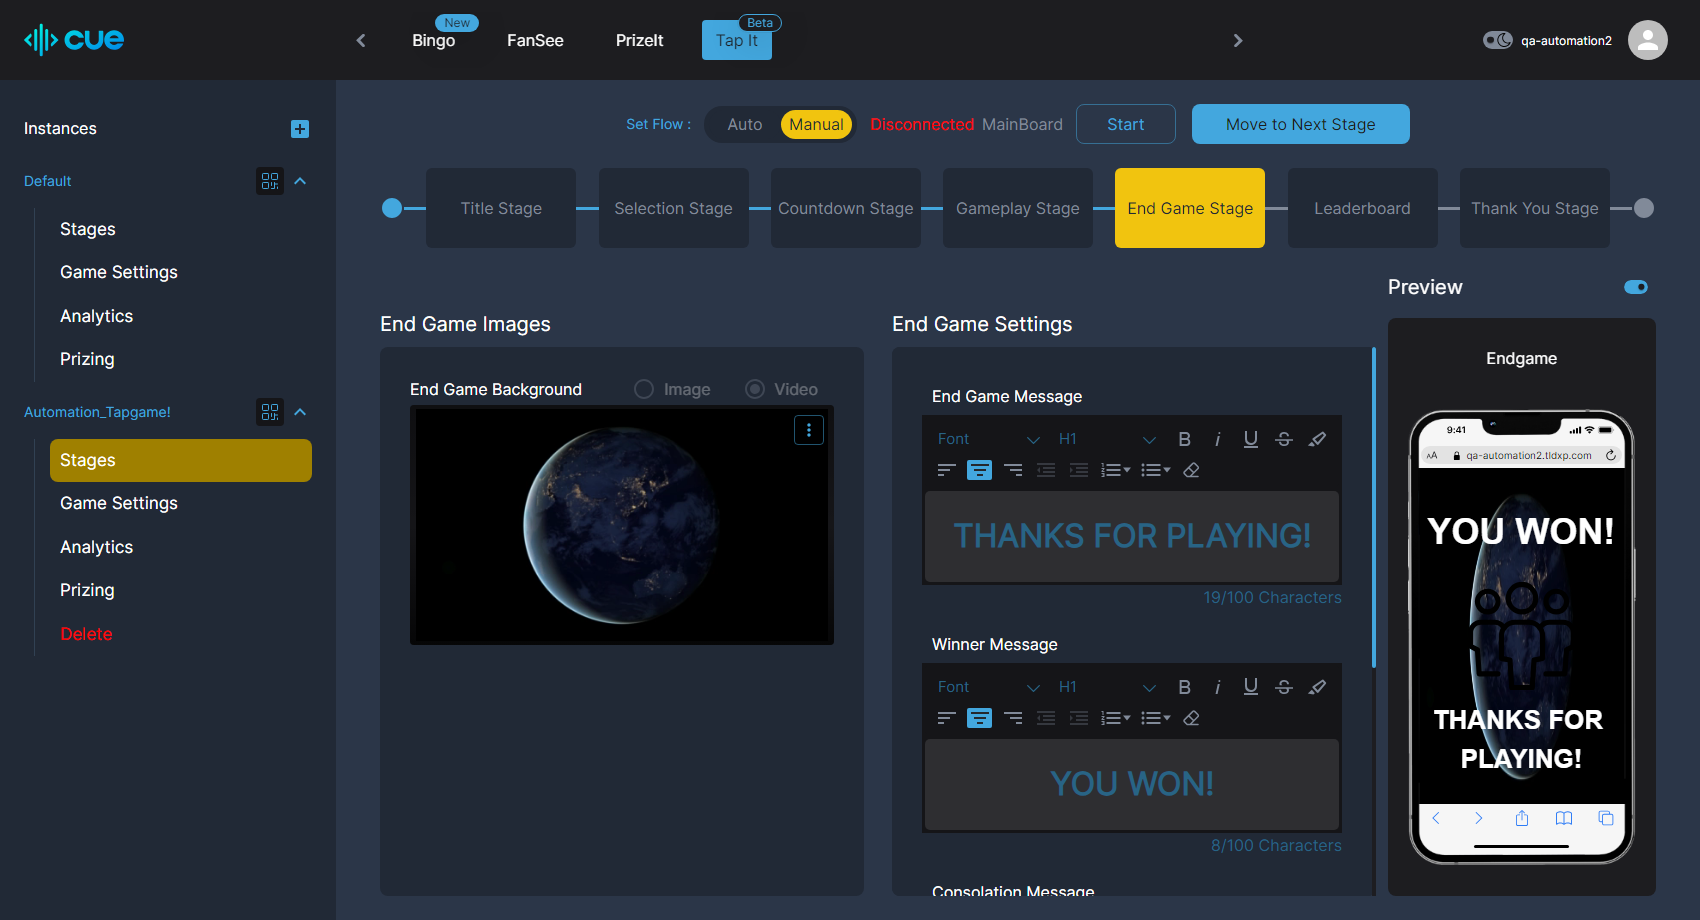 cue
New
Bingo
FanSee
PrizeIt
Beta
Tap It
qa-automation2
Instances
Default
Stages
Game Settings
Analytics
Prizing
Automation_Tapgame!
Stages
Game Settings
Analytics
Prizing
Delete
Set Flow :
Auto
Manual
Disconnected MainBoard
Start
Move to Next Stage
Title Stage
Selection Stage
Countdown Stage
Gameplay Stage
End Game Stage
Leaderboard
Thank You Stage
End Game Images
End Game Background
Image
Video
End Game Settings
End Game Message
Font
H1
B
i
U
S
THANKS FOR PLAYING!
19/100 Characters
Winner Message
Font
H1
B
i
U
S
YOU WON!
8/100 Characters
Consolation Message
Preview
Endgame
9:41
AA
qa-automation2.tldxp.com
YOU WON!
THANKS FOR
PLAYING!